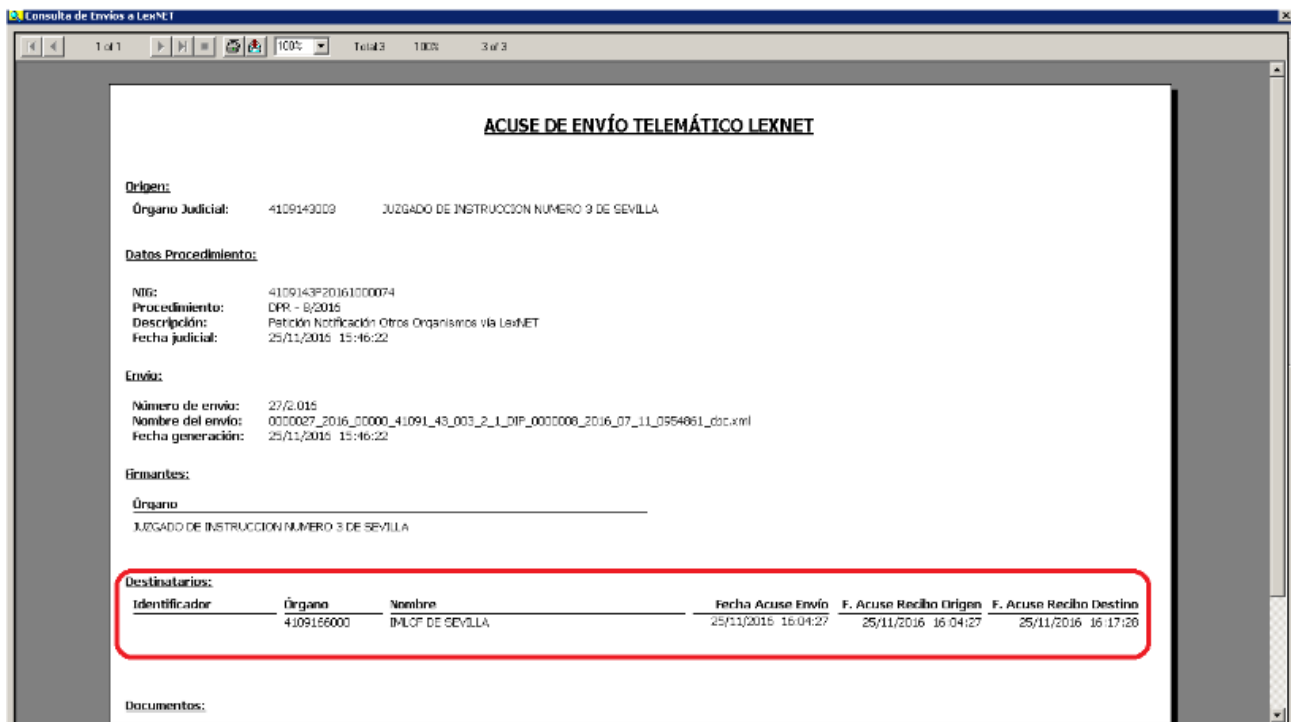 Consulta de Envíos a LexNET
1 of 1 100% Total:3 100% 3 of 3
ACUSE DE ENVÍO TELEMÁTICO LEXNET
Origen:
Órgano Judicial: 4109143003 JUZGADO DE INSTRUCCION NUMERO 3 DE SEVILLA
Datos Procedimiento:
NIG: 4109143P20161000074
Procedimiento: DPR - 8/2016
Descripción: Petición Notificación Otros Organismos vía LexNET
Fecha judicial: 25/11/2016 15:46:22
Envío:
Número de envío: 27/2.016
Nombre del envío: 0000027_2016_00000_41091_43_003_2_1_DIP_0000008_2016_07_11_0954861_doc.xml
Fecha generación: 25/11/2016 15:46:22
Firmantes:
Órgano
JUZGADO DE INSTRUCCION NUMERO 3 DE SEVILLA
Destinatarios:
Identificador Órgano Nombre Fecha Acuse Envío F. Acuse Recibo Origen F. Acuse Recibo Destino
4109166000 IMLCF DE SEVILLA 25/11/2016 16:04:27 25/11/2016 16:04:27 25/11/2016 16:17:28
Documentos: